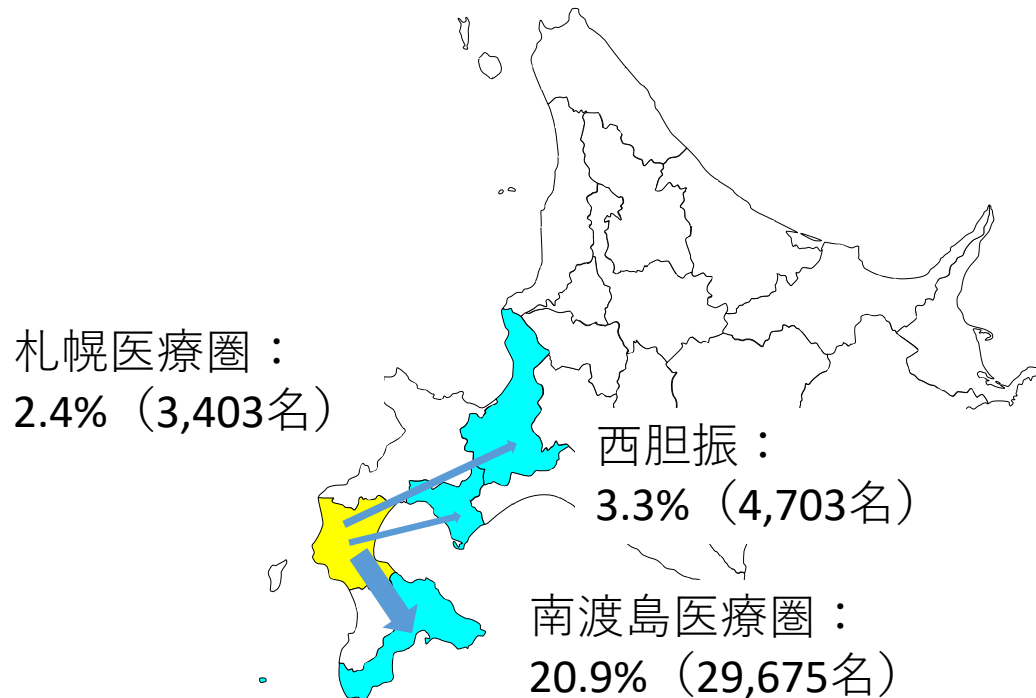 札幌医療圏：
2.4%（3,403名）
西胆振：
3.3%（4,703名）
南渡島医療圏：
20.9%（29,675名）